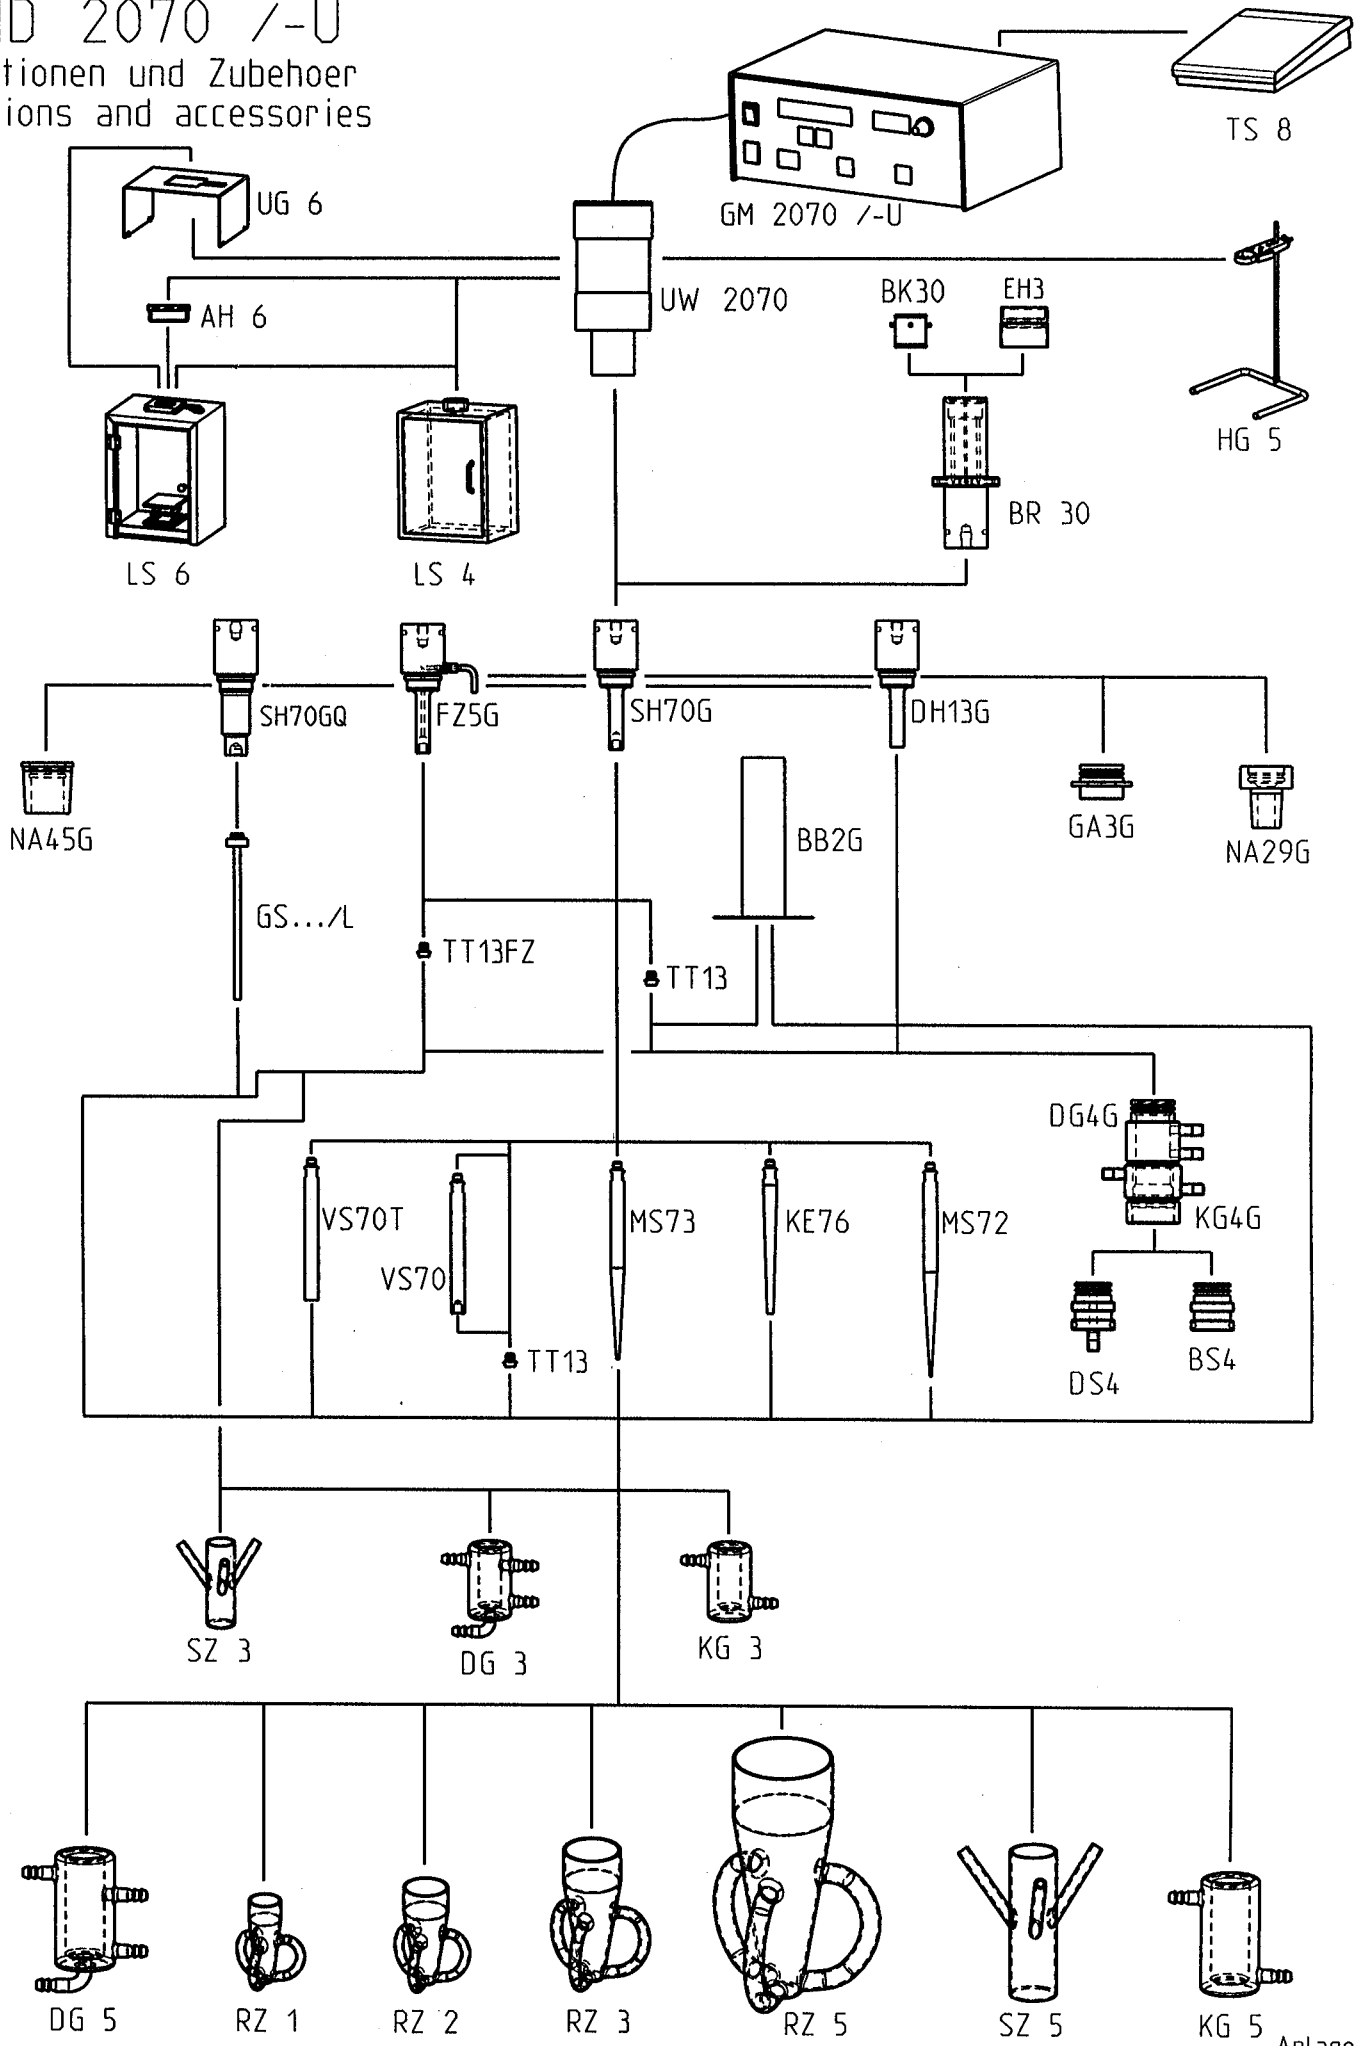 2070 /-U
tionen und Zubehoer
ions and accessories
TS 8
UG 6
GM 2070 /-U
AH 6
UW 2070
BK30
EH3
HG 5
BR 30
LS 6
LS 4
SH70GQ
FZ5G
SH70G
DH13G
NA45G
BB2G
GA3G
NA29G
GS.../L
TT13FZ
TT13
DG4G
VS70T
VS70
MS73
KE76
MS72
KG4G
TT13
DS4
BS4
SZ 3
DG 3
KG 3
DG 5
RZ 1
RZ 2
RZ 3
RZ 5
SZ 5
KG 5